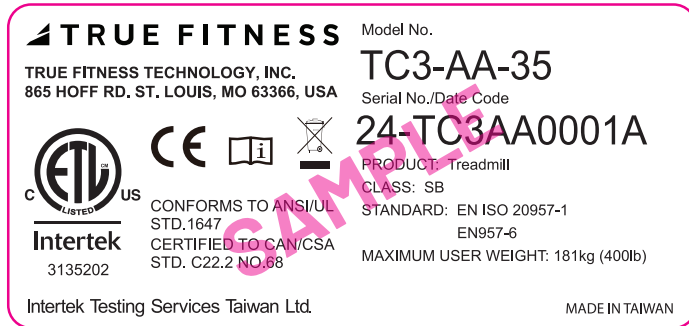 TRUE FITNESS
TRUE FITNESS TECHNOLOGY, INC.
865 HOFF RD. ST. LOUIS, MO 63366, USA
C ETL CM US
LISTED
Intertek
3135202
CE
i
CONFORMS TO ANSI/UL
STD.1647
CERTIFIED TO CAN/CSA
STD. C22.2 NO.68
Intertek Testing Services Taiwan Ltd.
Model No.
TC3-AA-35
Serial No./Date Code
24-TC3AA0001A
PRODUCT: Treadmill
CLASS: SB
STANDARD: EN ISO 20957-1
EN957-6
MAXIMUM USER WEIGHT: 181kg (400lb)
MADE IN TAIWAN
SAMPLE